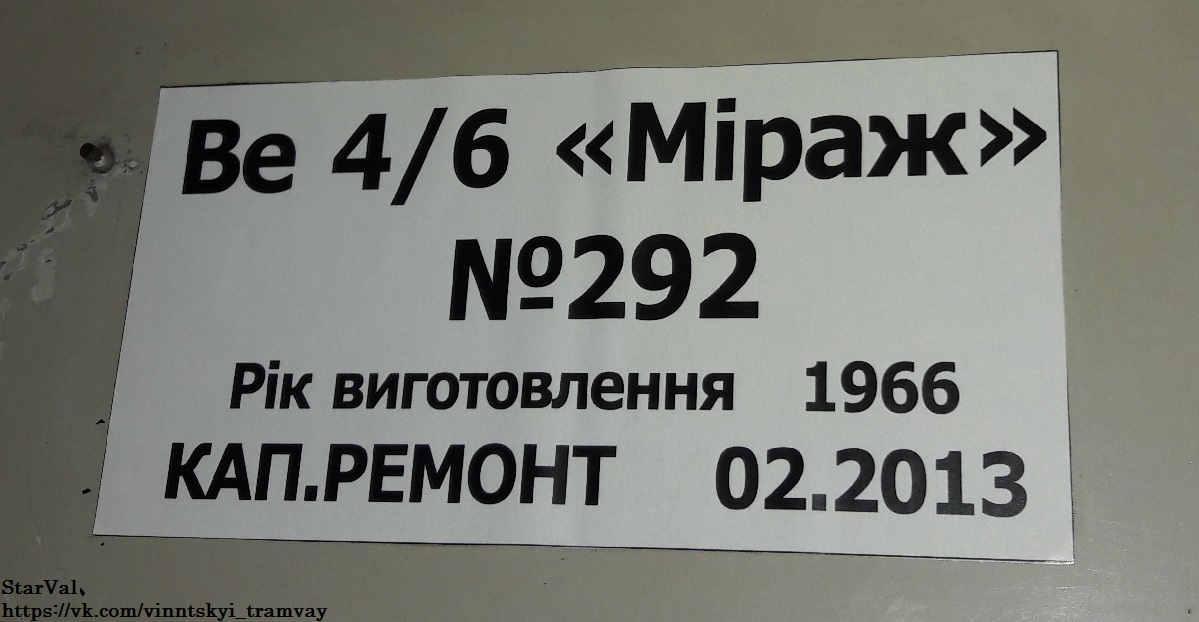 Be 4/6 «Міраж»
№292
Рік виготовлення 1966
КАП.РЕМОНТ 02.2013
StarVal、
https://vk.com/vinntskyi_tramvay